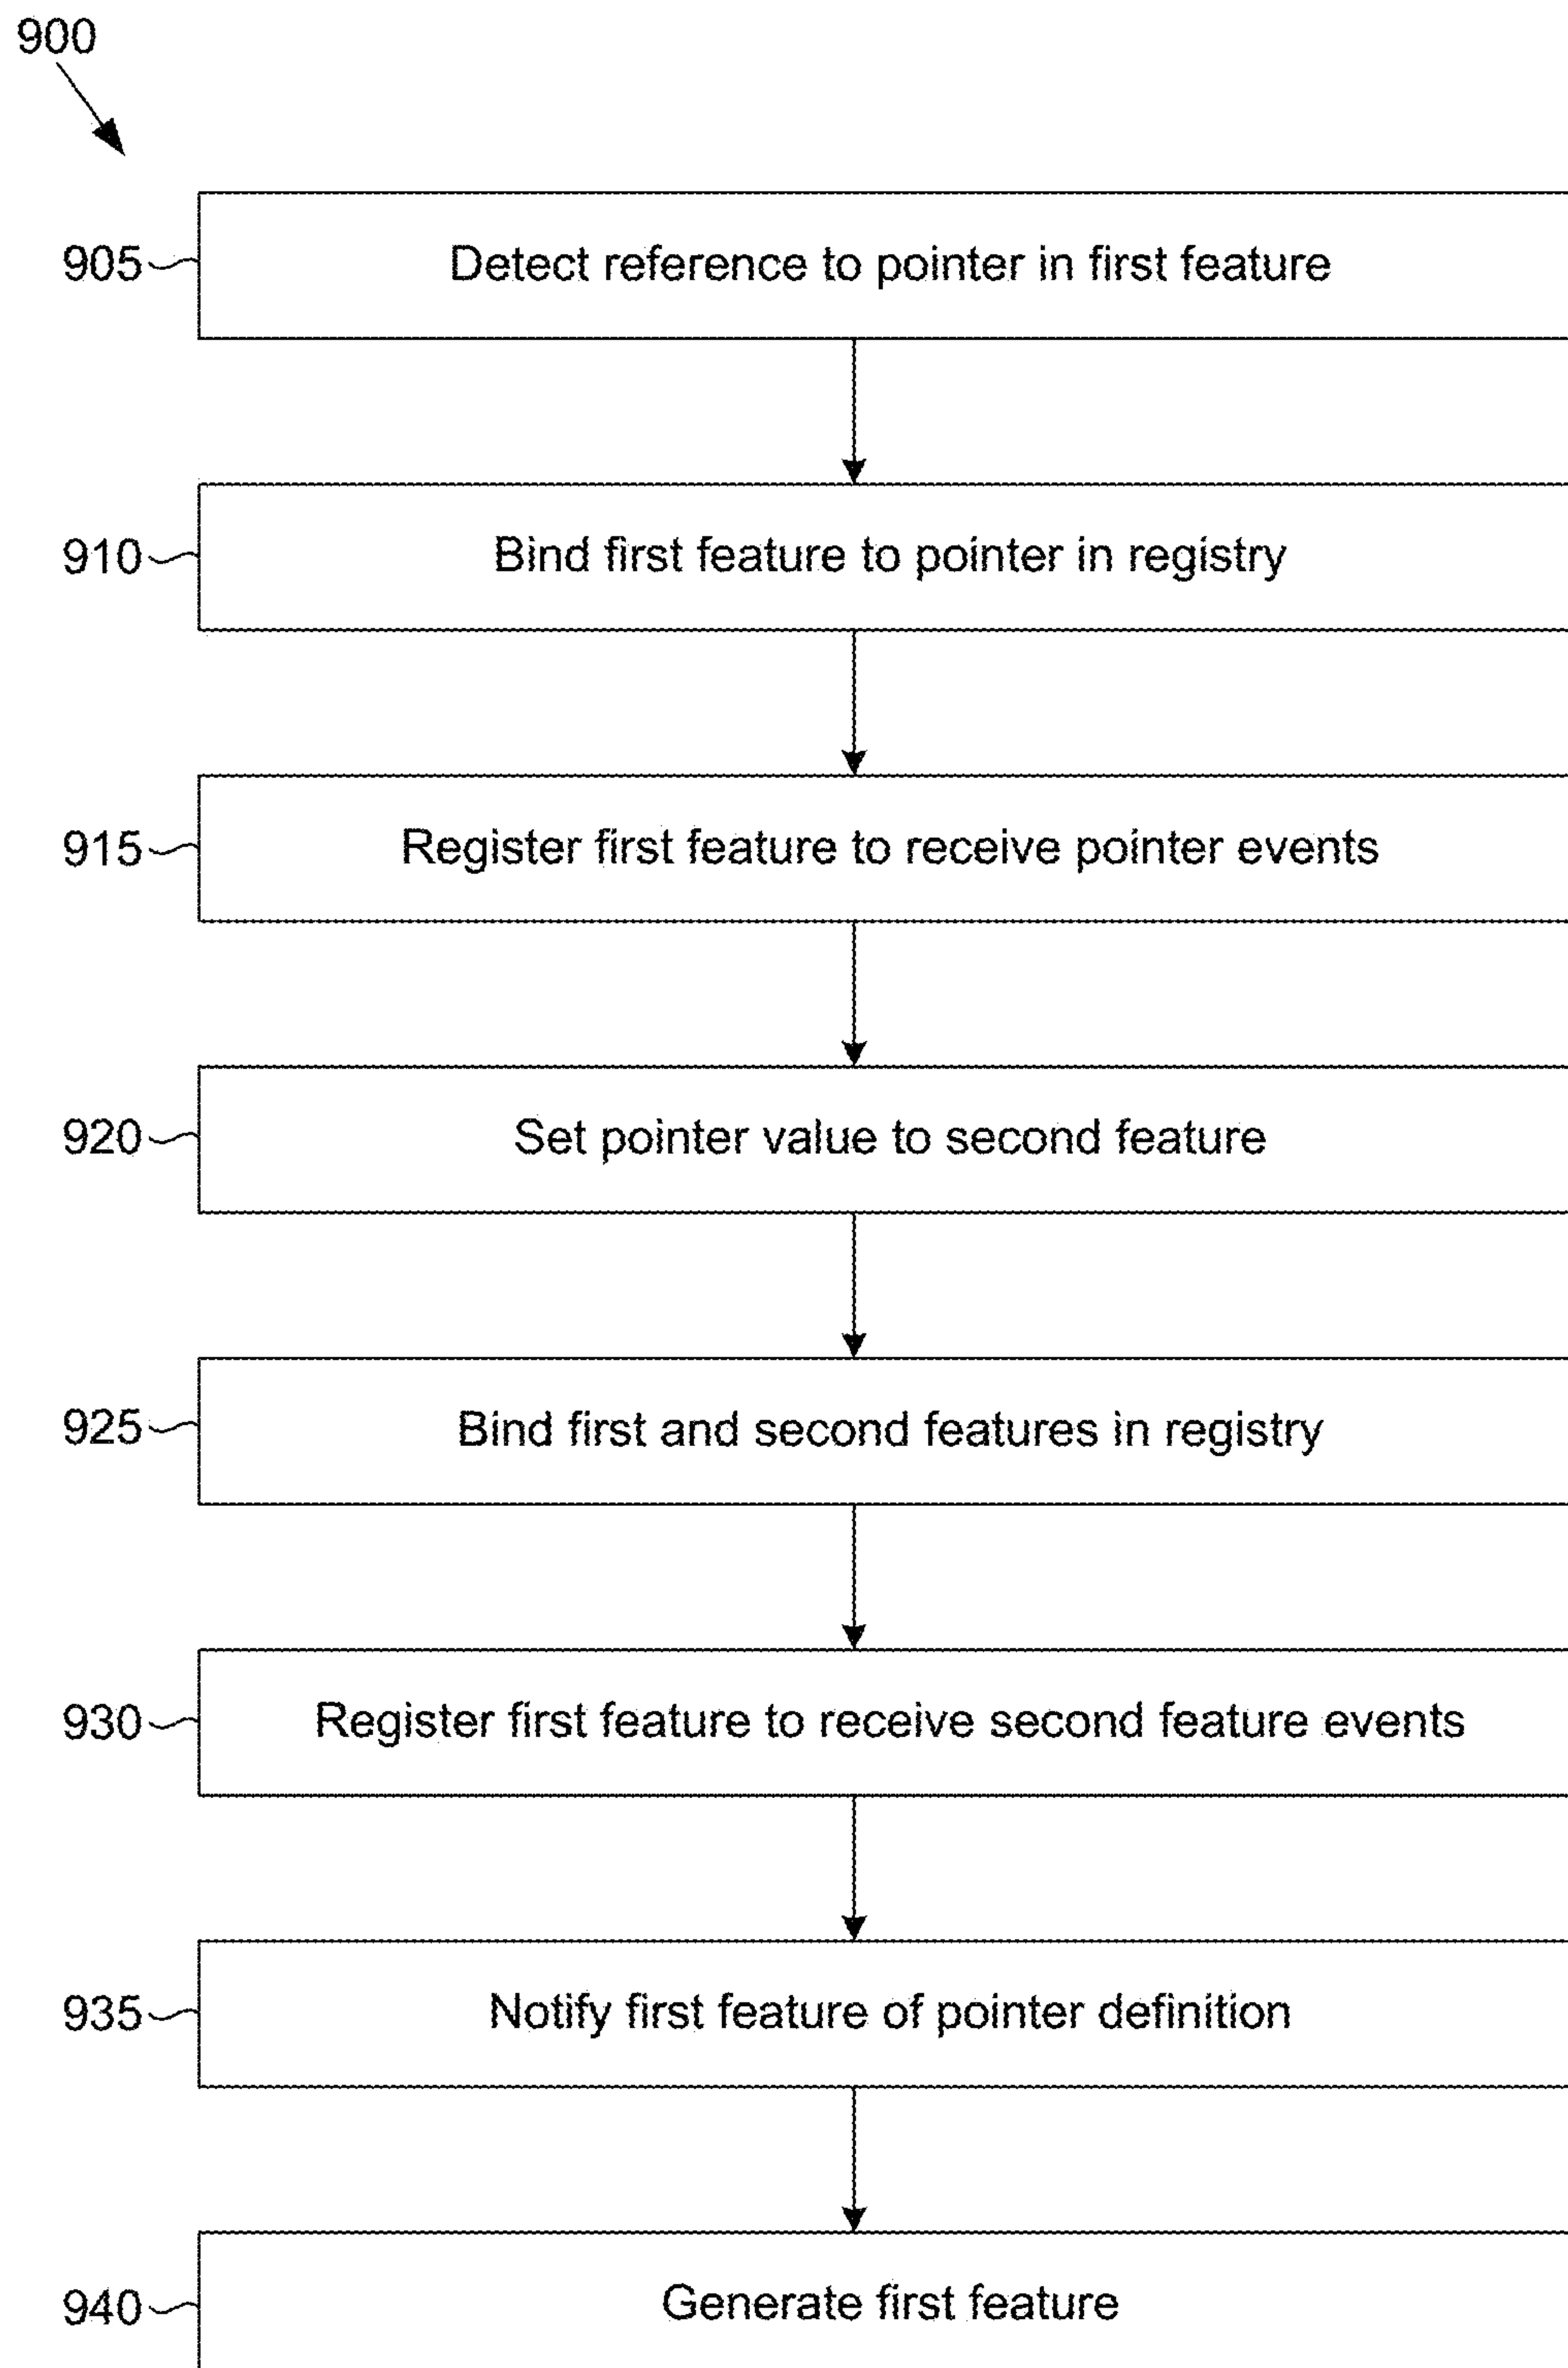 900
905 Detect reference to pointer in first feature
910 Bind first feature to pointer in registry
915 Register first feature to receive pointer events
920 Set pointer value to second feature
925 Bind first and second features in registry
930 Register first feature to receive second feature events
935 Notify first feature of pointer definition
940 Generate first feature